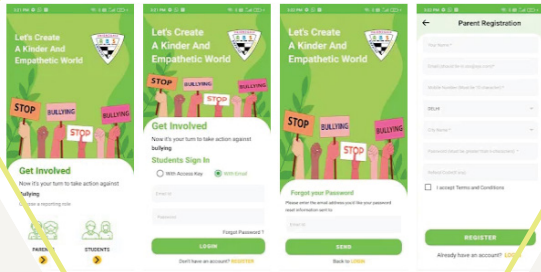 Let's Create
A Kinder And
Empathetic World
STOP
BULLYING
STOP
BULLYING
Get Involved
Now it's your turn to take action against
bullying
Choose a reporting role
PARENTS
STUDENTS
Let's Create
A Kinder And
Empathetic World
STOP
BULLYING
STOP
BULLYING
Get Involved
Now it's your turn to take action against
bullying
Students Sign In
With Access Key
With Email
Email Id
Password
Forgot Password ?
LOGIN
Don't have an account? REGISTER
Let's Create
A Kinder And
Empathetic World
STOP
BULLYING
STOP
BULLYING
Forgot your Password
Please enter the email address you'd like your password
reset information sent to
Email Id
SEND
Back to LOGIN
Parent Registration
Your Name*
DELHI
City Name*
I accept Terms and Conditions
REGISTER
Already have an account? LOGIN